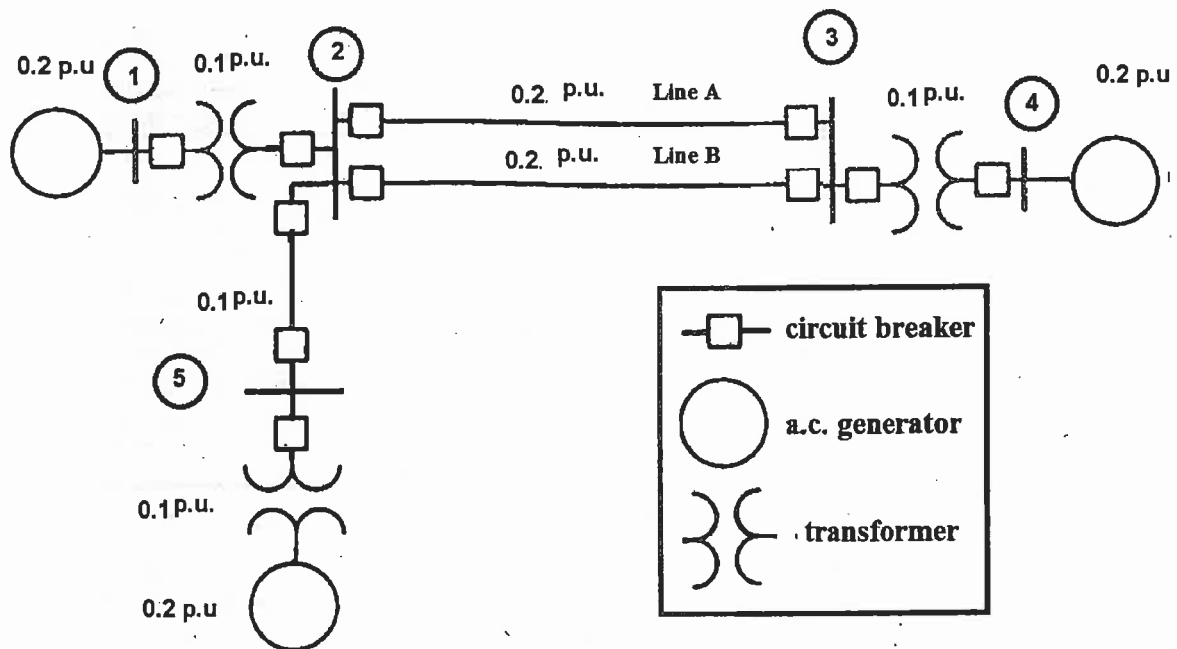 0.2 p.u
1
0.1 p.u.
2
0.2. p.u. Line A
3
0.1 p.u.
4
0.2 p.u
0.2 p.u. Line B
0.1 p.u.
5
0.1 p.u.
0.2 p.u
circuit breaker
a.c. generator
transformer